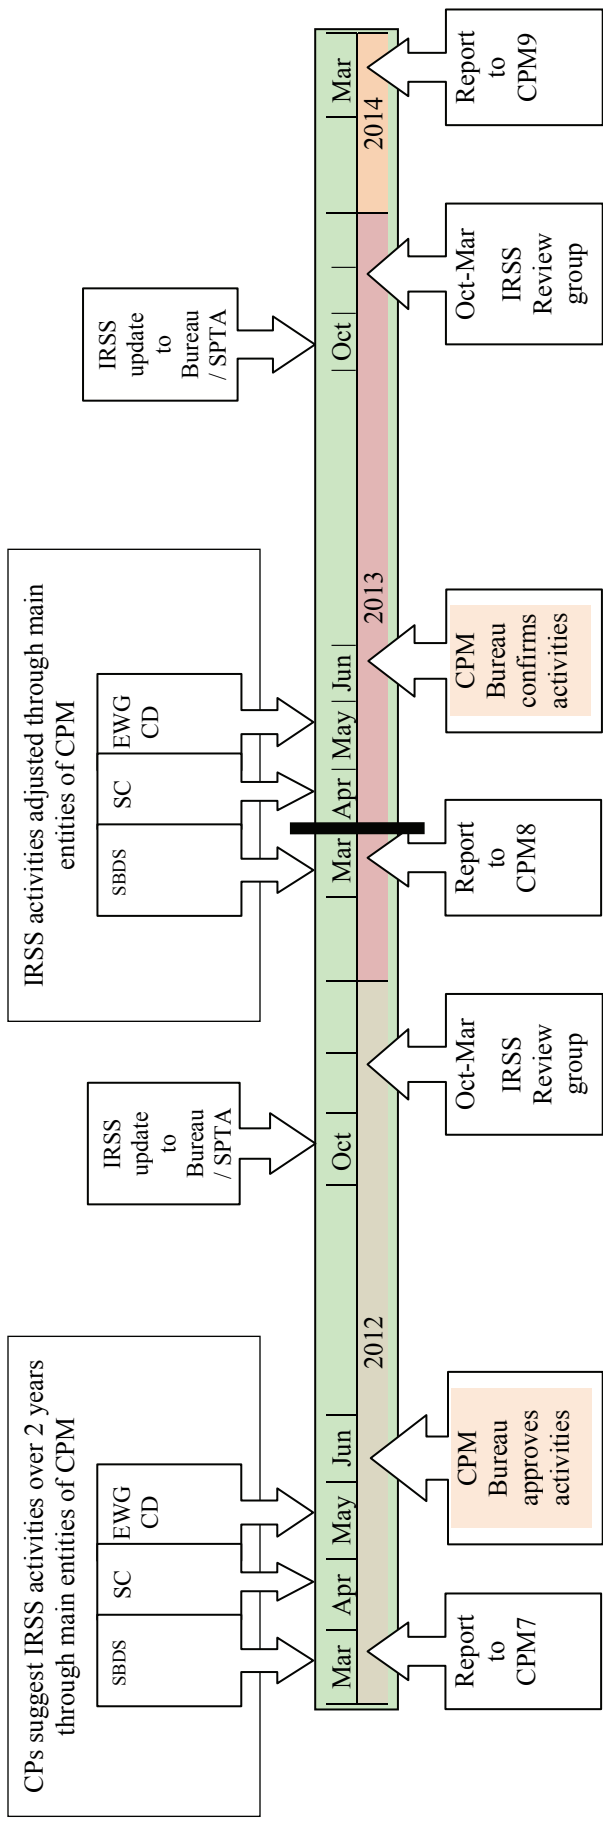 CPs suggest IRSS activities over 2 years
through main entities of CPM
SBDS
SC
EWG
CD
IRSS
update
to
Bureau
/ SPTA
IRSS activities adjusted through main
entities of CPM
SBDS
SC
EWG
CD
IRSS
update
to
Bureau
/ SPTA
Mar | Apr | May | Jun
Oct
Mar
Apr | May | Jun |
| Oct |
Mar
2012
2013
2014
Report
to
CPM7
CPM
Bureau
approves
activities
Oct-Mar
IRSS
Review
group
Report
to
CPM8
CPM
Bureau
confirms
activities
Oct-Mar
IRSS
Review
group
Report
to
CPM9